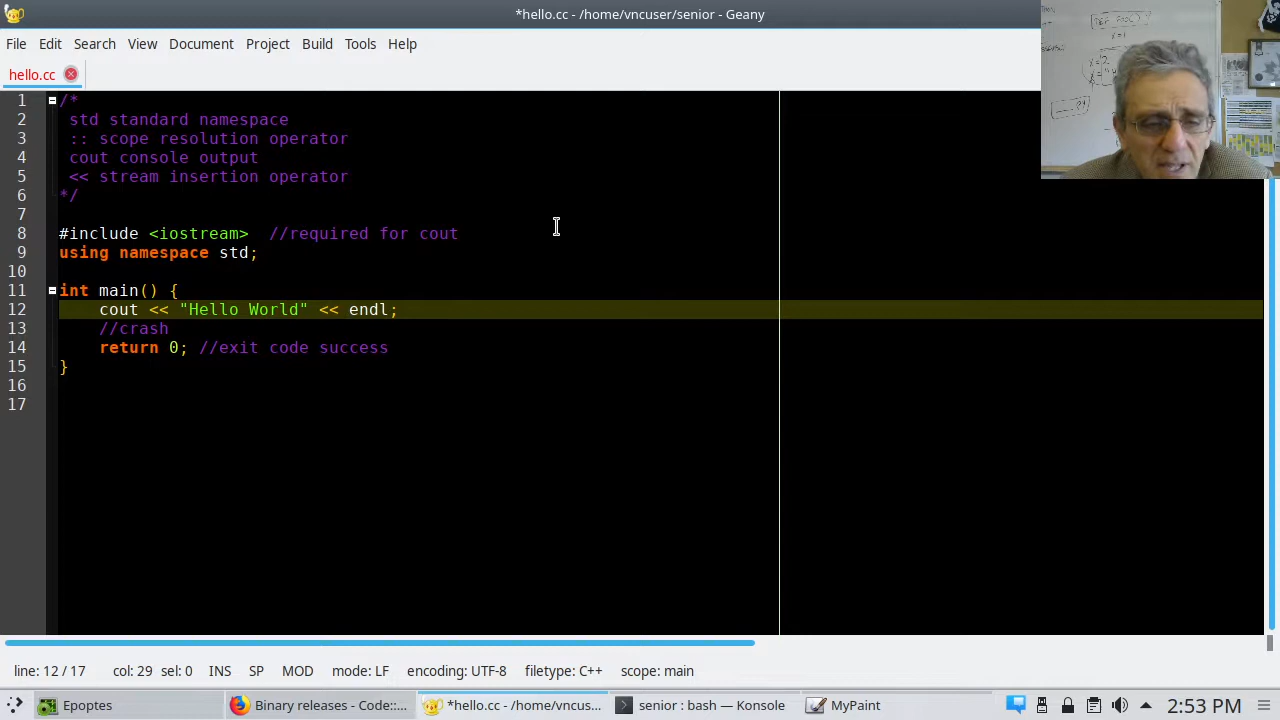 *hello.cc - /home/vncuser/senior - Geany
File Edit Search View Document Project Build Tools Help
hello.cc
1 /*
2 std standard namespace
3 :: scope resolution operator
4 cout console output
5 << stream insertion operator
6 */
7
8 #include <iostream>  //required for cout
9 using namespace std;
10
11 int main() {
12     cout << "Hello World" << endl;
13     //crash
14     return 0; //exit code success
15 }
16
17
line: 12 / 17 col: 29 sel: 0 INS SP MOD mode: LF encoding: UTF-8 filetype: C++ scope: main
Epoptes Binary releases - Code::... *hello.cc - /home/vncus... senior : bash — Konsole MyPaint 2:53 PM